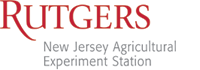 RUTGERS
New Jersey Agricultural
Experiment Station